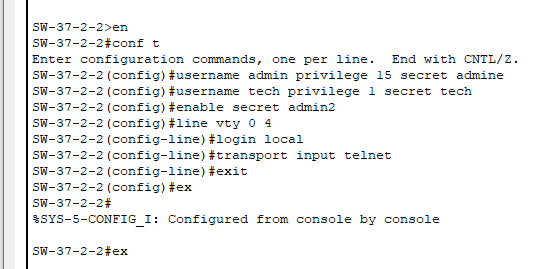 SW-37-2-2>en
SW-37-2-2#conf t
Enter configuration commands, one per line.  End with CNTL/Z.
SW-37-2-2(config)#username admin privilege 15 secret admine
SW-37-2-2(config)#username tech privilege 1 secret tech
SW-37-2-2(config)#enable secret admin2
SW-37-2-2(config)#line vty 0 4
SW-37-2-2(config-line)#login local
SW-37-2-2(config-line)#transport input telnet
SW-37-2-2(config-line)#exit
SW-37-2-2(config)#ex
SW-37-2-2#
%SYS-5-CONFIG_I: Configured from console by console
SW-37-2-2#ex